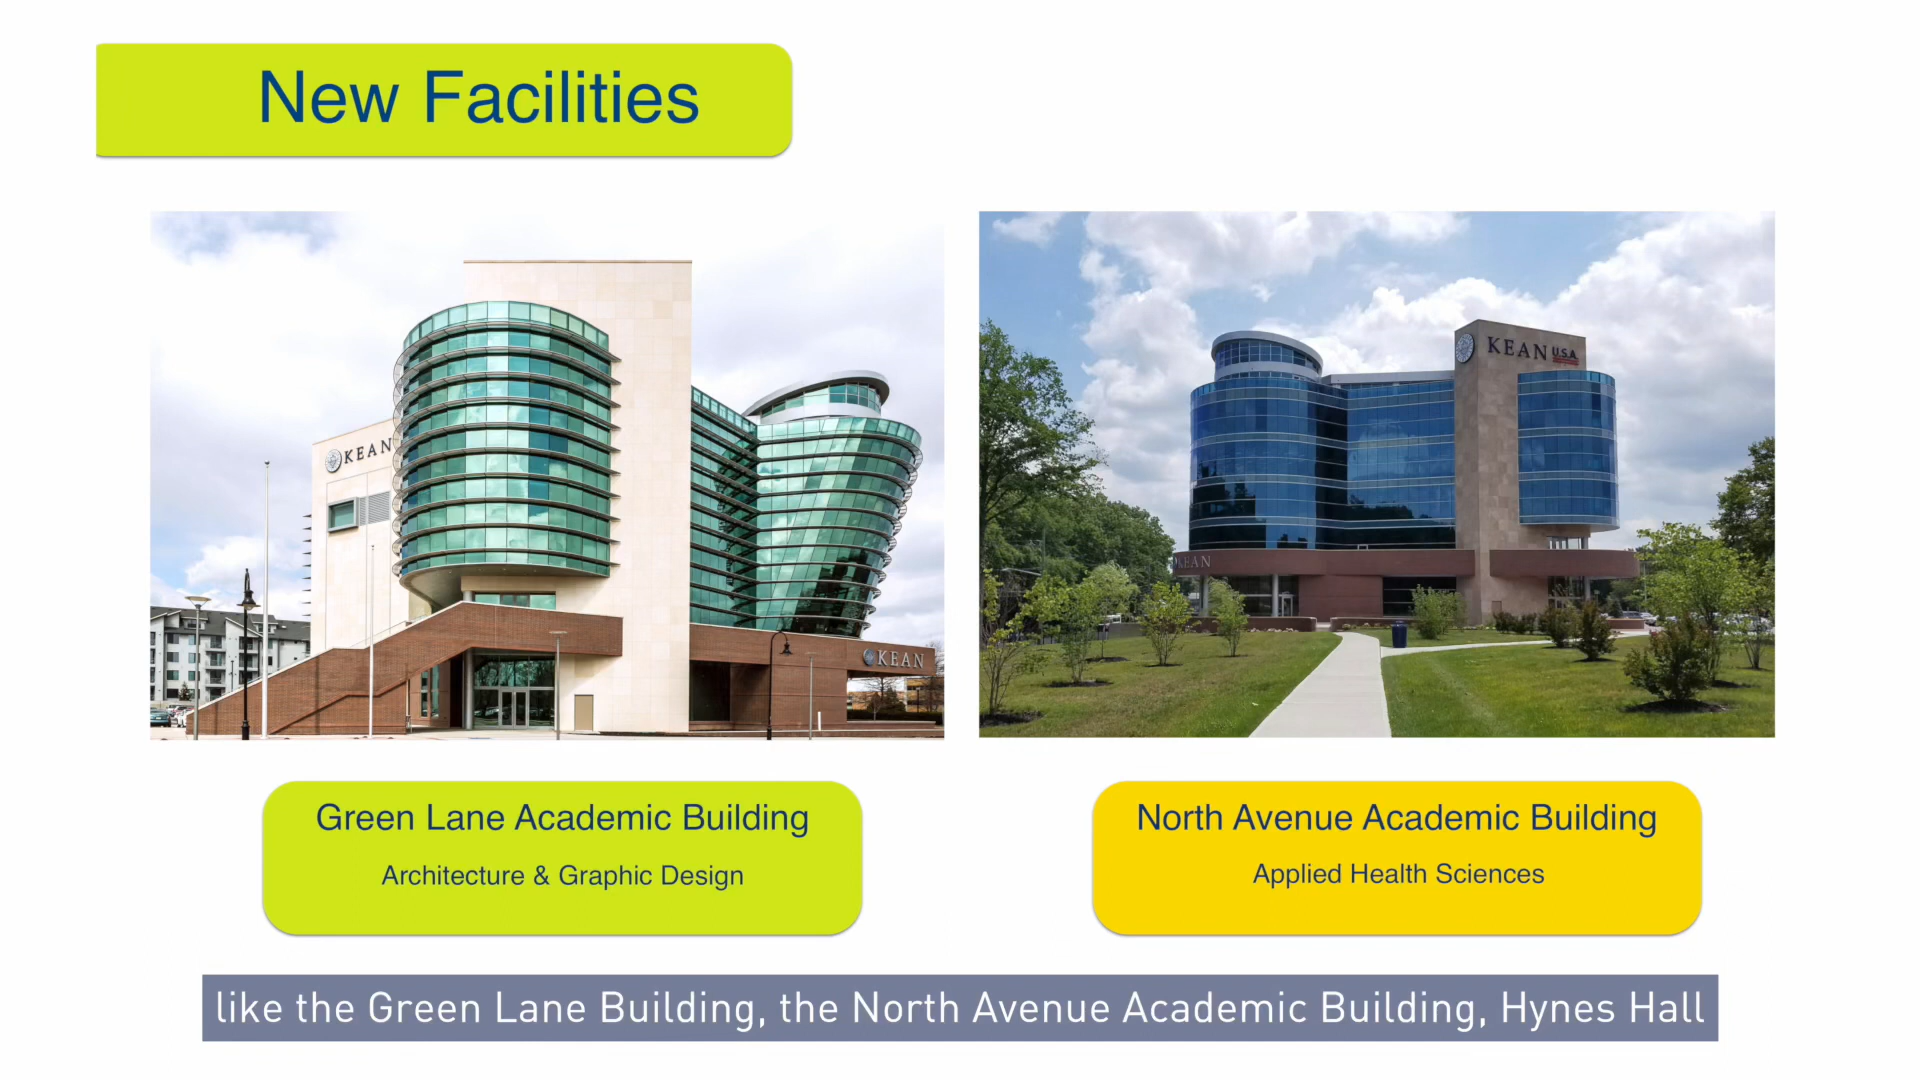 New Facilities
KEAN
KEAN
KEAN U.S.A.
KEAN
Green Lane Academic Building
Architecture & Graphic Design
North Avenue Academic Building
Applied Health Sciences
like the Green Lane Building, the North Avenue Academic Building, Hynes Hall